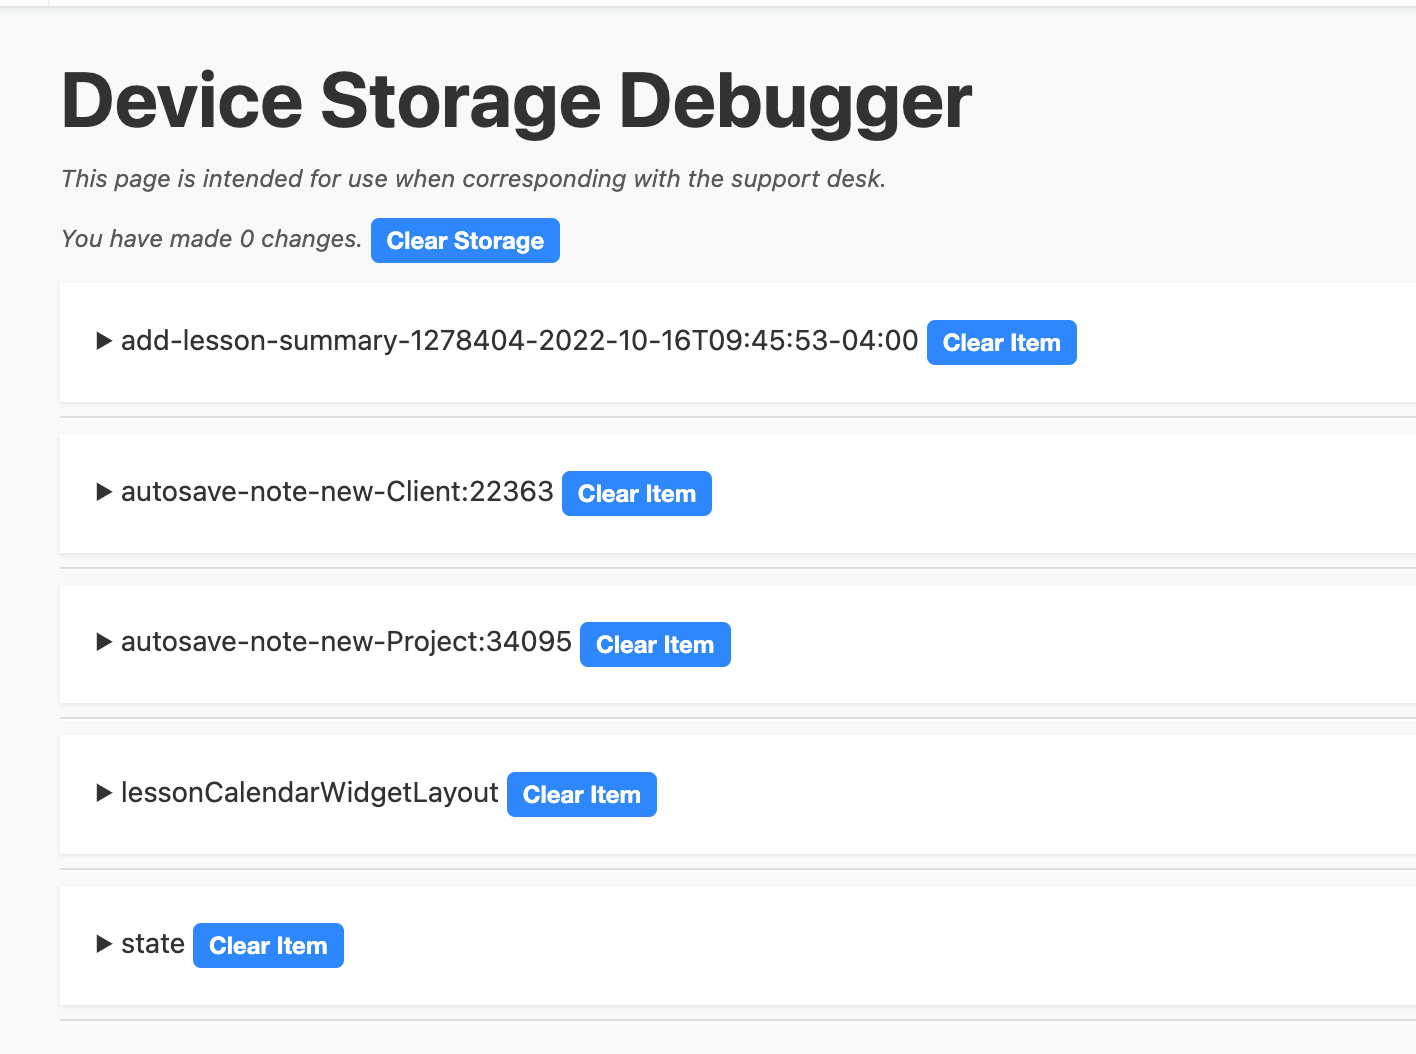 Device Storage Debugger
This page is intended for use when corresponding with the support desk.
You have made 0 changes. Clear Storage
add-lesson-summary-1278404-2022-10-16T09:45:53-04:00 Clear Item
autosave-note-new-Client:22363 Clear Item
autosave-note-new-Project:34095 Clear Item
lessonCalendarWidgetLayout Clear Item
state Clear Item